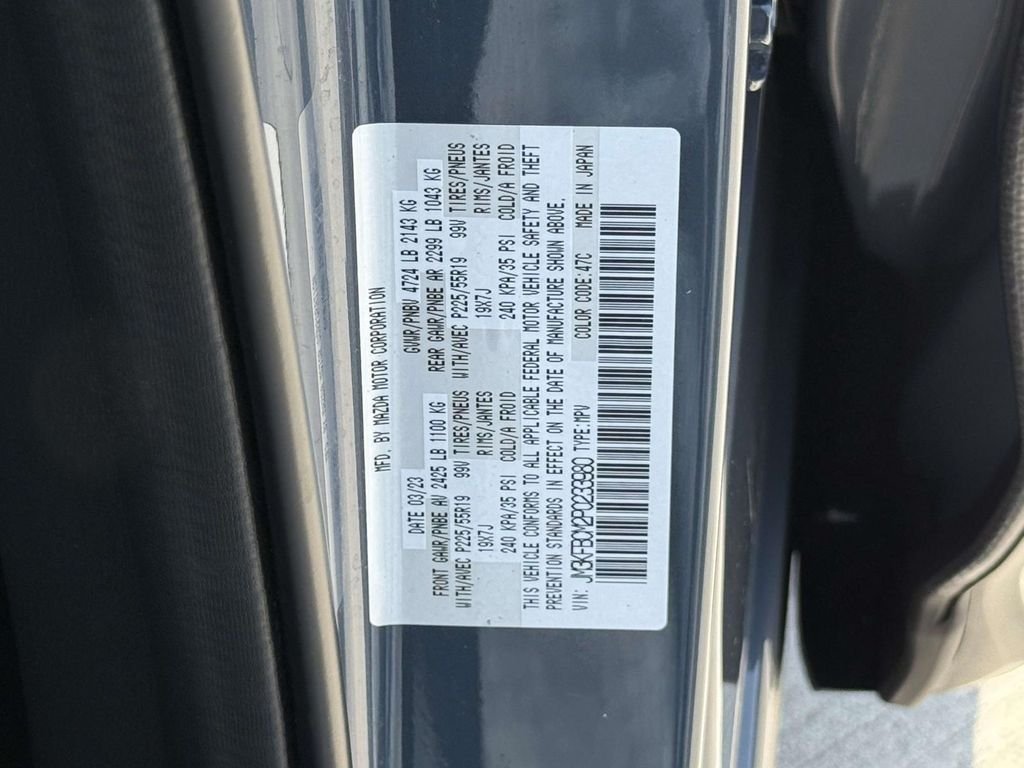 MFD. BY MAZDA MOTOR CORPORATION
DATE 03/23 GVWR/PNBV 4724 LB 2143 KG
FRONT GAWR/PNBE AV 2425 LB 1100 KG REAR GAWR/PNBE AR 2299 LB 1043 KG
WITH/AVEC P225/55R19 99V TIRES/PNEUS WITH/AVEC P225/55R19 99V TIRES/PNEUS
19X7J RIMS/JANTES 19X7J RIMS/JANTES
240 KPA/35 PSI COLD/A FROID 240 KPA/35 PSI COLD/A FROID
THIS VEHICLE CONFORMS TO ALL APPLICABLE FEDERAL MOTOR VEHICLE SAFETY AND THEFT
PREVENTION STANDARDS IN EFFECT ON THE DATE OF MANUFACTURE SHOWN ABOVE.
VIN: JM3KFBCM2P0233980 TYPE:MPV COLOR CODE:47C MADE IN JAPAN